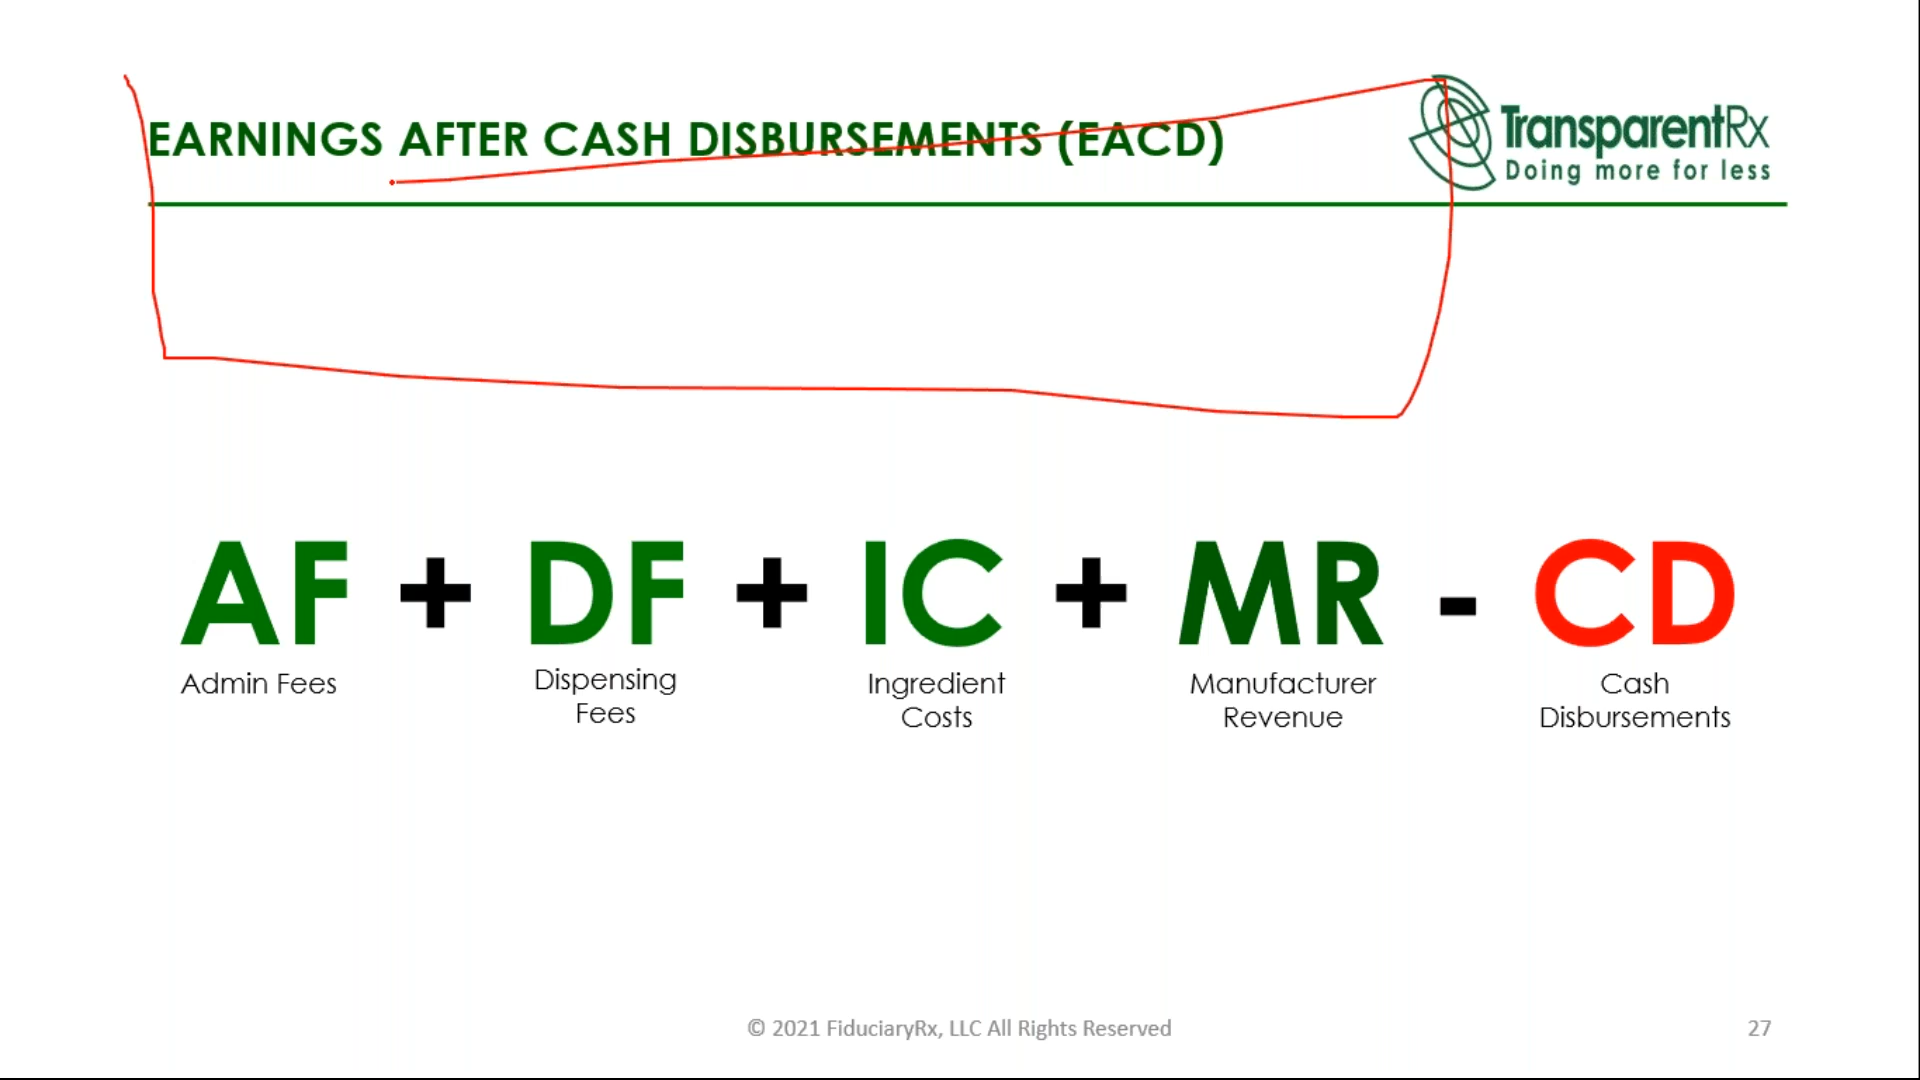 EARNINGS AFTER CASH DISBURSEMENTS (EACD)
TransparentRx
Doing more for less
AF + DF + IC + MR - CD
Admin Fees
Dispensing
Fees
Ingredient
Costs
Manufacturer
Revenue
Cash
Disbursements
© 2021 FiduciaryRx, LLC All Rights Reserved
27